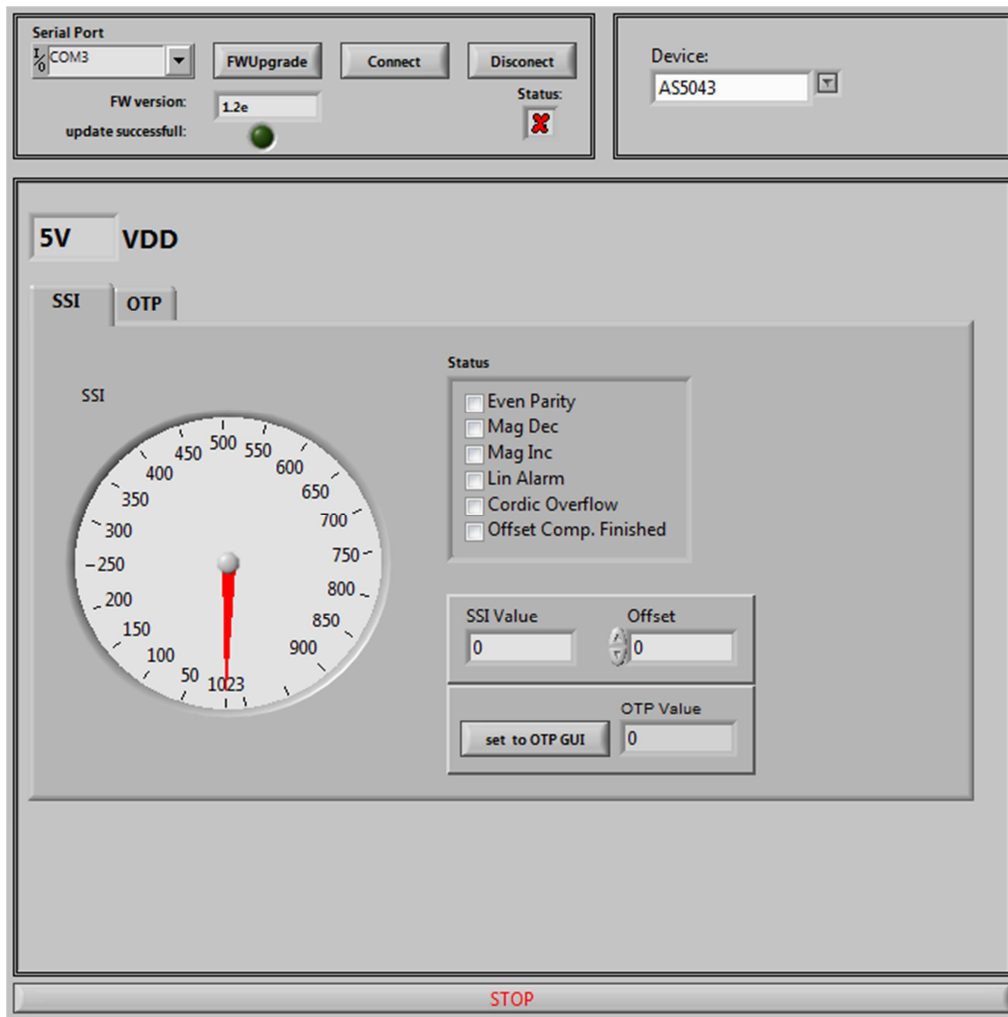 Serial Port
I/O COM3
FWUpgrade
Connect
Disconect
FW version:
1.2e
Status:
update successfull:
Device:
AS5043
5V VDD
SSI
OTP
SSI
50
100
150
200
250
300
350
400
450
500
550
600
650
700
750
800
850
900
1023
Status
Even Parity
Mag Dec
Mag Inc
Lin Alarm
Cordic Overflow
Offset Comp. Finished
SSI Value
0
Offset
0
set to OTP GUI
OTP Value
0
STOP